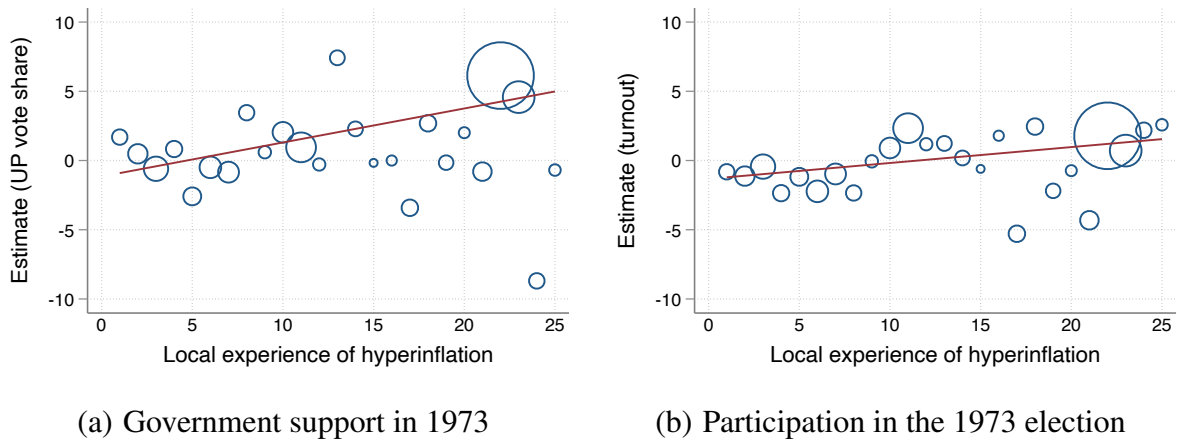 10
5
0
-5
-10
Estimate (UP vote share)
0 5 10 15 20 25
Local experience of hyperinflation
(a) Government support in 1973
10
5
0
-5
-10
Estimate (turnout)
0 5 10 15 20 25
Local experience of hyperinflation
(b) Participation in the 1973 election